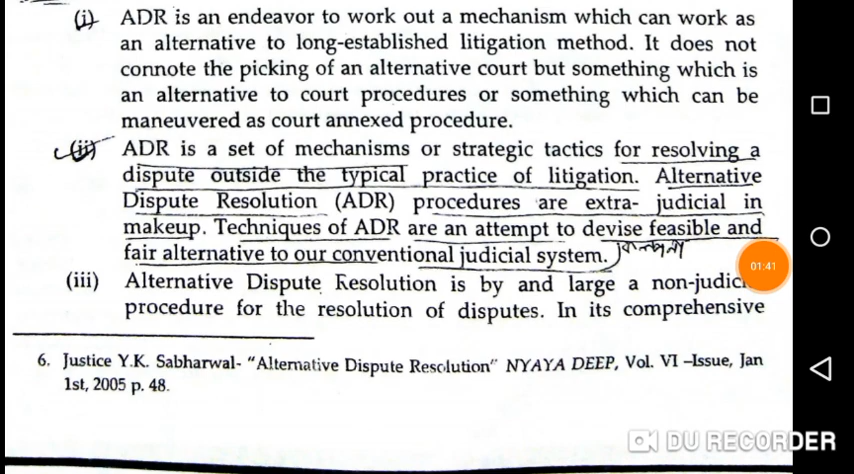 (i) ADR is an endeavor to work out a mechanism which can work as
an alternative to long-established litigation method. It does not
connote the picking of an alternative court but something which is
an alternative to court procedures or something which can be
maneuvered as court annexed procedure.
(ii) ADR is a set of mechanisms or strategic tactics for resolving a
dispute outside the typical practice of litigation. Alternative
Dispute Resolution (ADR) procedures are extra- judicial in
makeup. Techniques of ADR are an attempt to devise feasible and
fair alternative to our conventional judicial system.
01:41
(iii) Alternative Dispute Resolution is by and large a
procedure for the resolution of disputes. In its comprehensive
6. Justice Y.K. Sabharwal- "Alternative Dispute Resolution" NYAYA DEEP, Vol. VI –Issue, Jan
1st, 2005 p. 48.
DU RECORDER